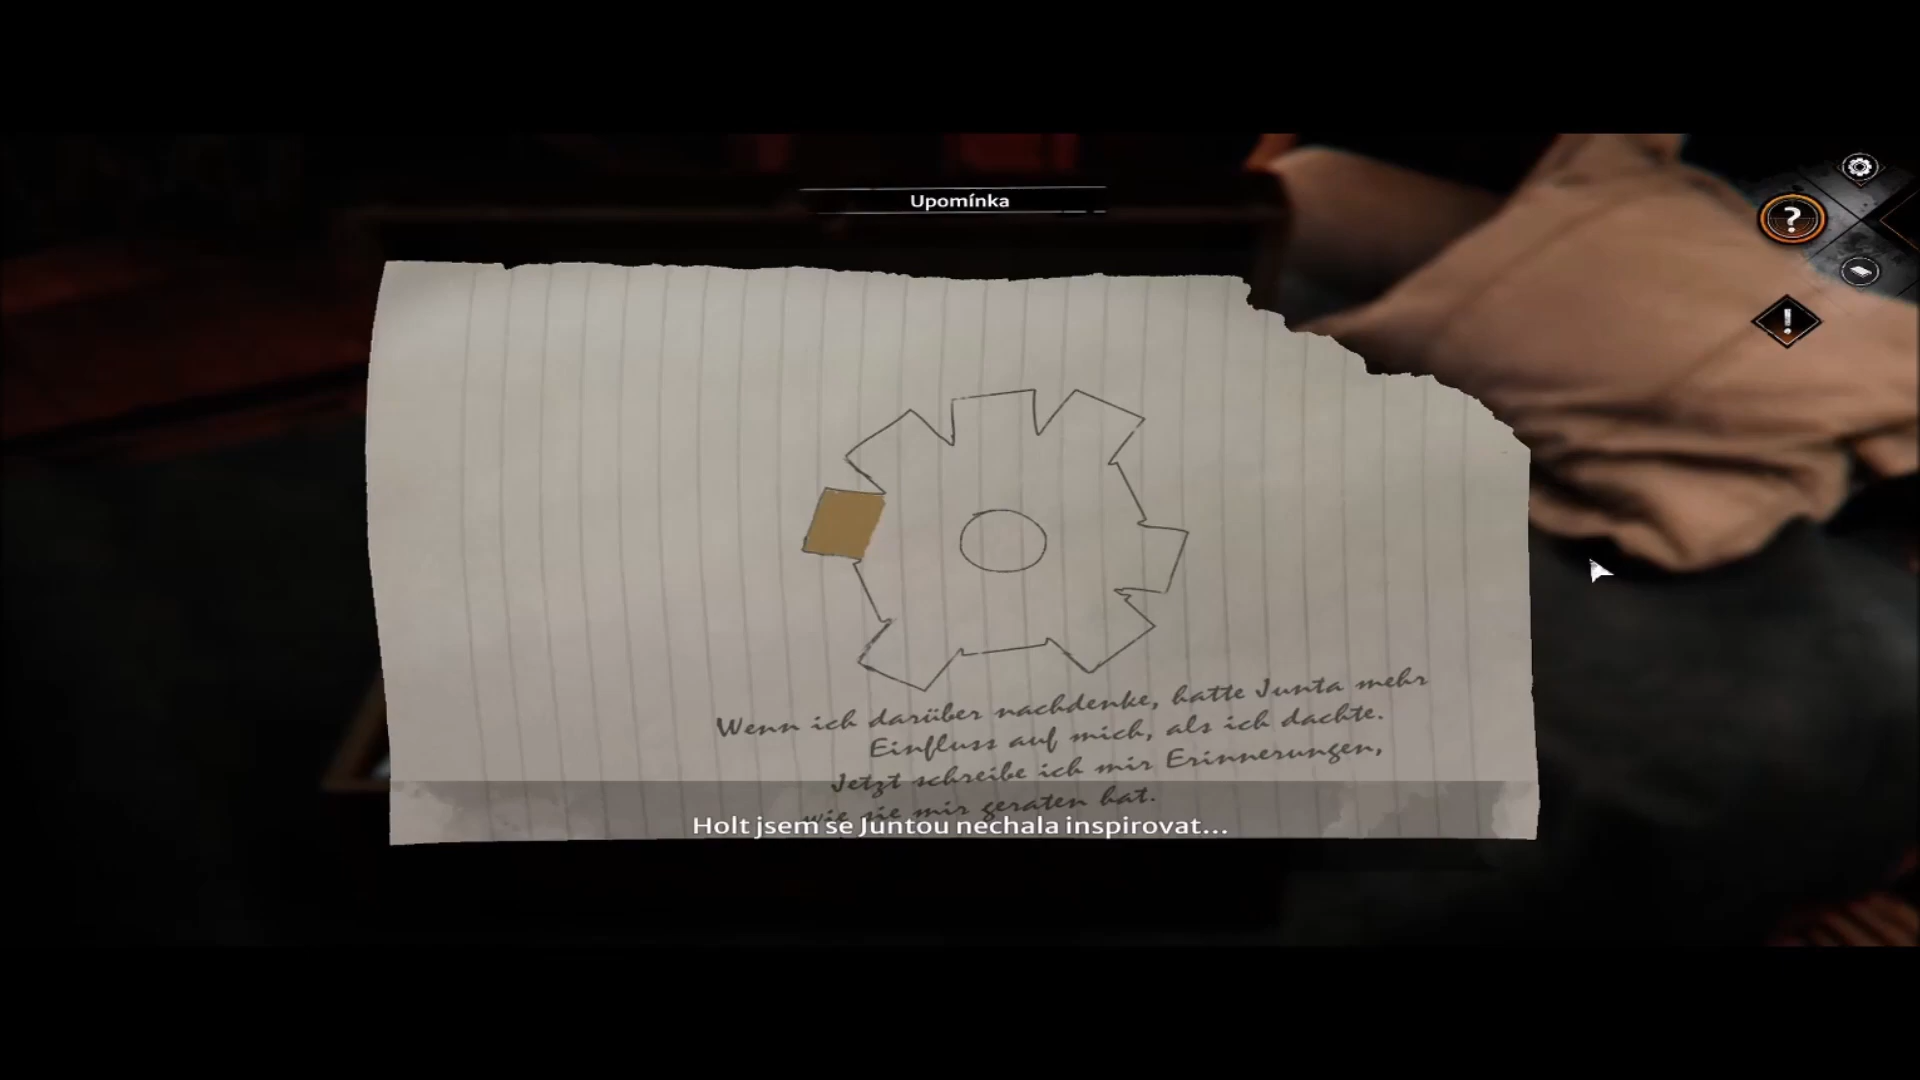 Upomínka
Wenn ich darüber nachdenke, hatte Junta mehr
Einfluss auf mich, als ich dachte.
Jetzt schreibe ich mir Erinnerungen,
wie sie mir geraten hat.
Holt jsem se Juntou nechala inspirovat...